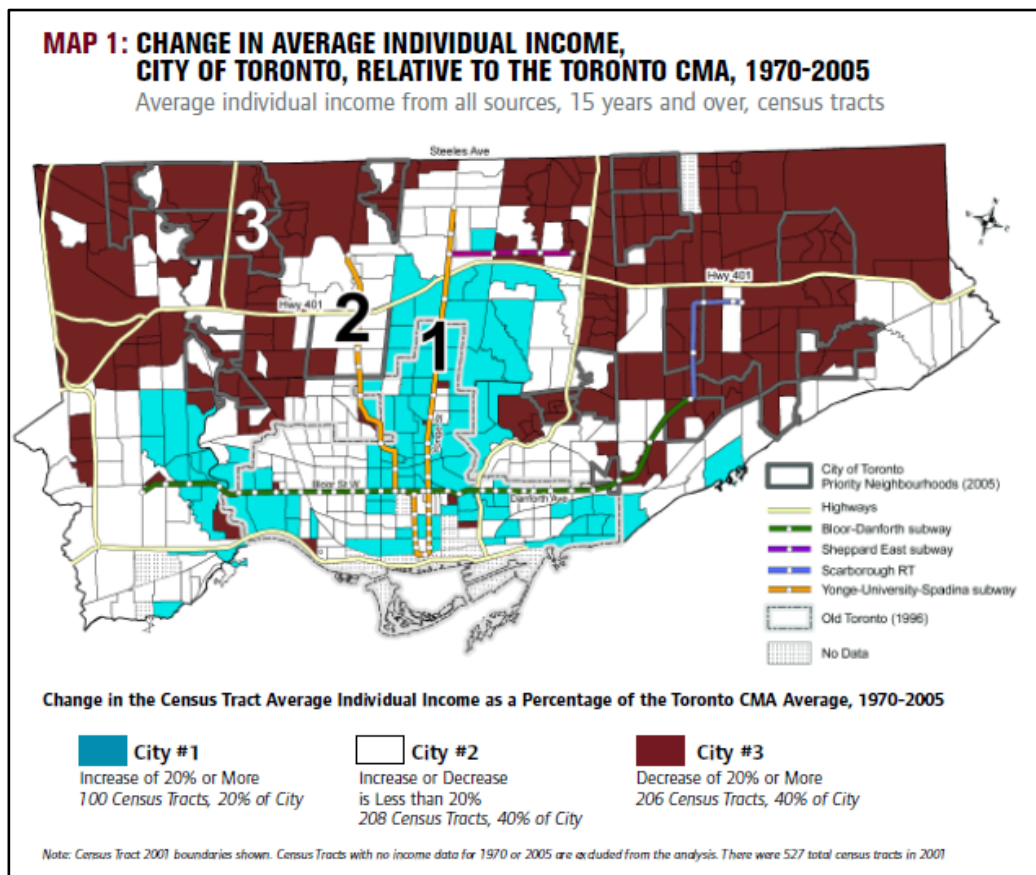 MAP 1: CHANGE IN AVERAGE INDIVIDUAL INCOME,
CITY OF TORONTO, RELATIVE TO THE TORONTO CMA, 1970-2005
Average individual income from all sources, 15 years and over, census tracts
Steeles Ave
3
Hwy 401
Hwy 401
2
1
Yonge St
Bloor St W
Danforth Ave
City of Toronto
Priority Neighbourhoods (2005)
Highways
Bloor-Danforth subway
Sheppard East subway
Scarborough RT
Yonge-University-Spadina subway
Old Toronto (1996)
No Data
Change in the Census Tract Average Individual Income as a Percentage of the Toronto CMA Average, 1970-2005
City #1
Increase of 20% or More
100 Census Tracts, 20% of City
City #2
Increase or Decrease
is Less than 20%
208 Census Tracts, 40% of City
City #3
Decrease of 20% or More
206 Census Tracts, 40% of City
Note: Census Tract 2001 boundaries shown. Census Tracts with no income data for 1970 or 2005 are excluded from the analysis. There were 527 total census tracts in 2001